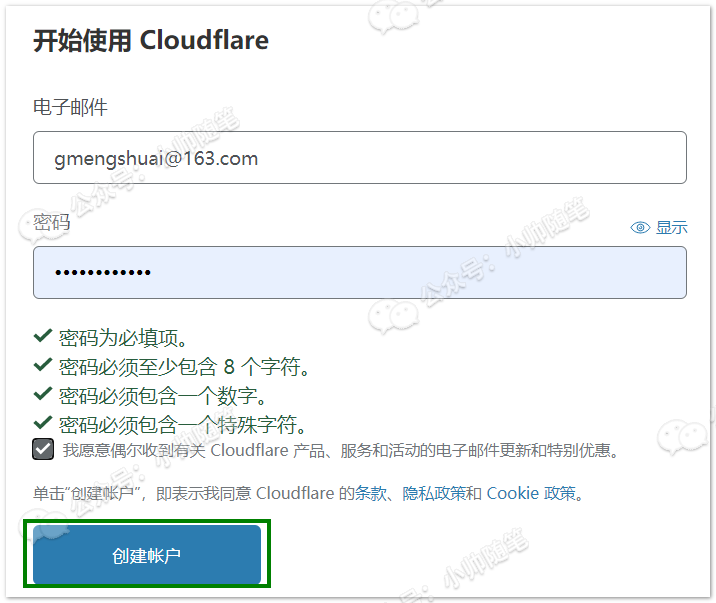 开始使用 Cloudflare
电子邮件
gmengshuai@163.com
密码
显示
••••••••••••
密码为必填项。
密码必须至少包含 8 个字符。
密码必须包含一个数字。
密码必须包含一个特殊字符。
我愿意偶尔收到有关 Cloudflare 产品、服务和活动的电子邮件更新和特别优惠。
单击“创建帐户”，即表示我同意 Cloudflare 的条款、隐私政策和 Cookie 政策。
创建帐户
公众号：小帅随笔
公众号：小帅随笔
公众号：小帅随笔
小帅随笔